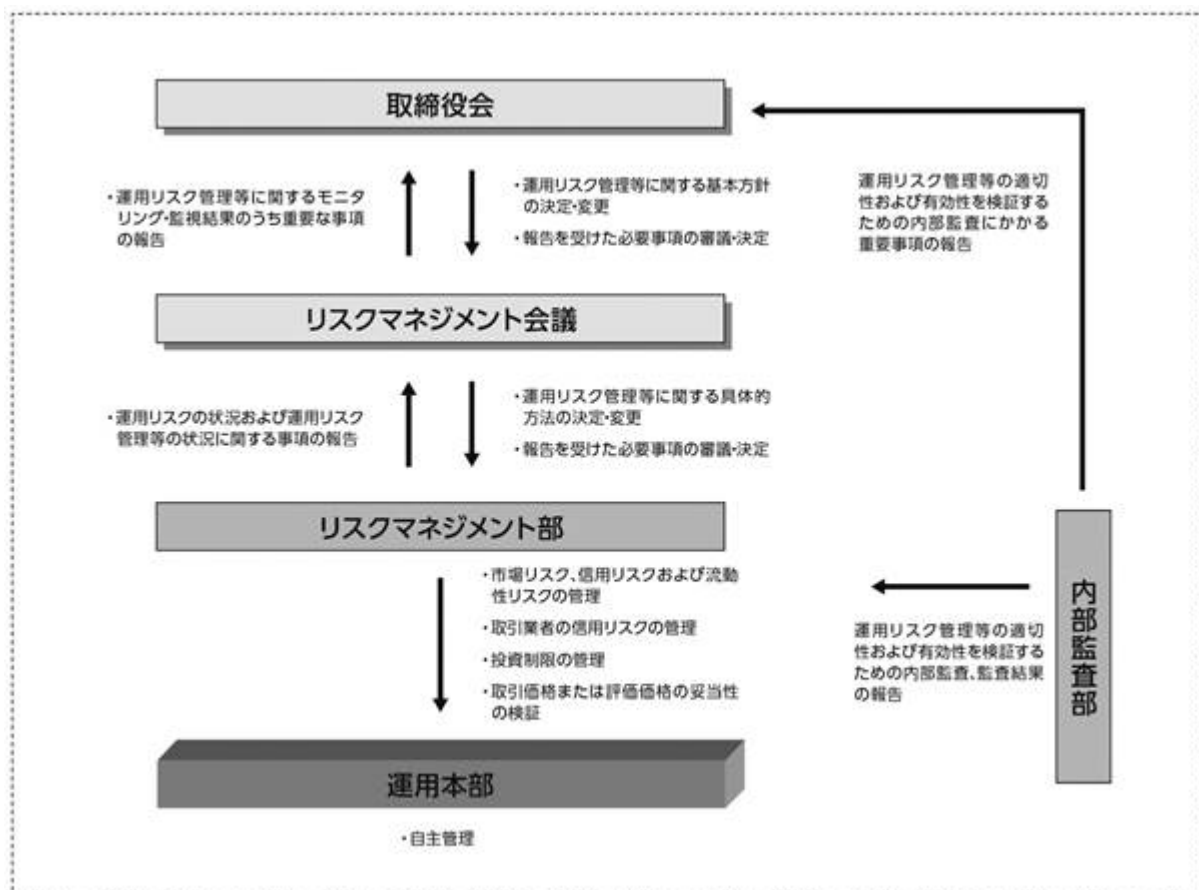 取締役会
・運用リスク管理等に関するモニタ
リング・監視結果のうち重要な事項
の報告
・運用リスク管理等に関する基本方針
の決定・変更
・報告を受けた必要事項の審議・決定
運用リスク管理等の適切
性および有効性を検証する
ための内部監査にかかる
重要事項の報告
リスクマネジメント会議
・運用リスクの状況および運用リスク
管理等の状況に関する事項の報告
・運用リスク管理等に関する具体的
方法の決定・変更
・報告を受けた必要事項の審議・決定
リスクマネジメント部
・市場リスク、信用リスクおよび流動
性リスクの管理
・取引業者の信用リスクの管理
・投資制限の管理
・取引価格または評価価格の妥当性
の検証
運用リスク管理等の適切
性および有効性を検証する
ための内部監査、監査結果
の報告
内部監査部
運用本部
・自主管理